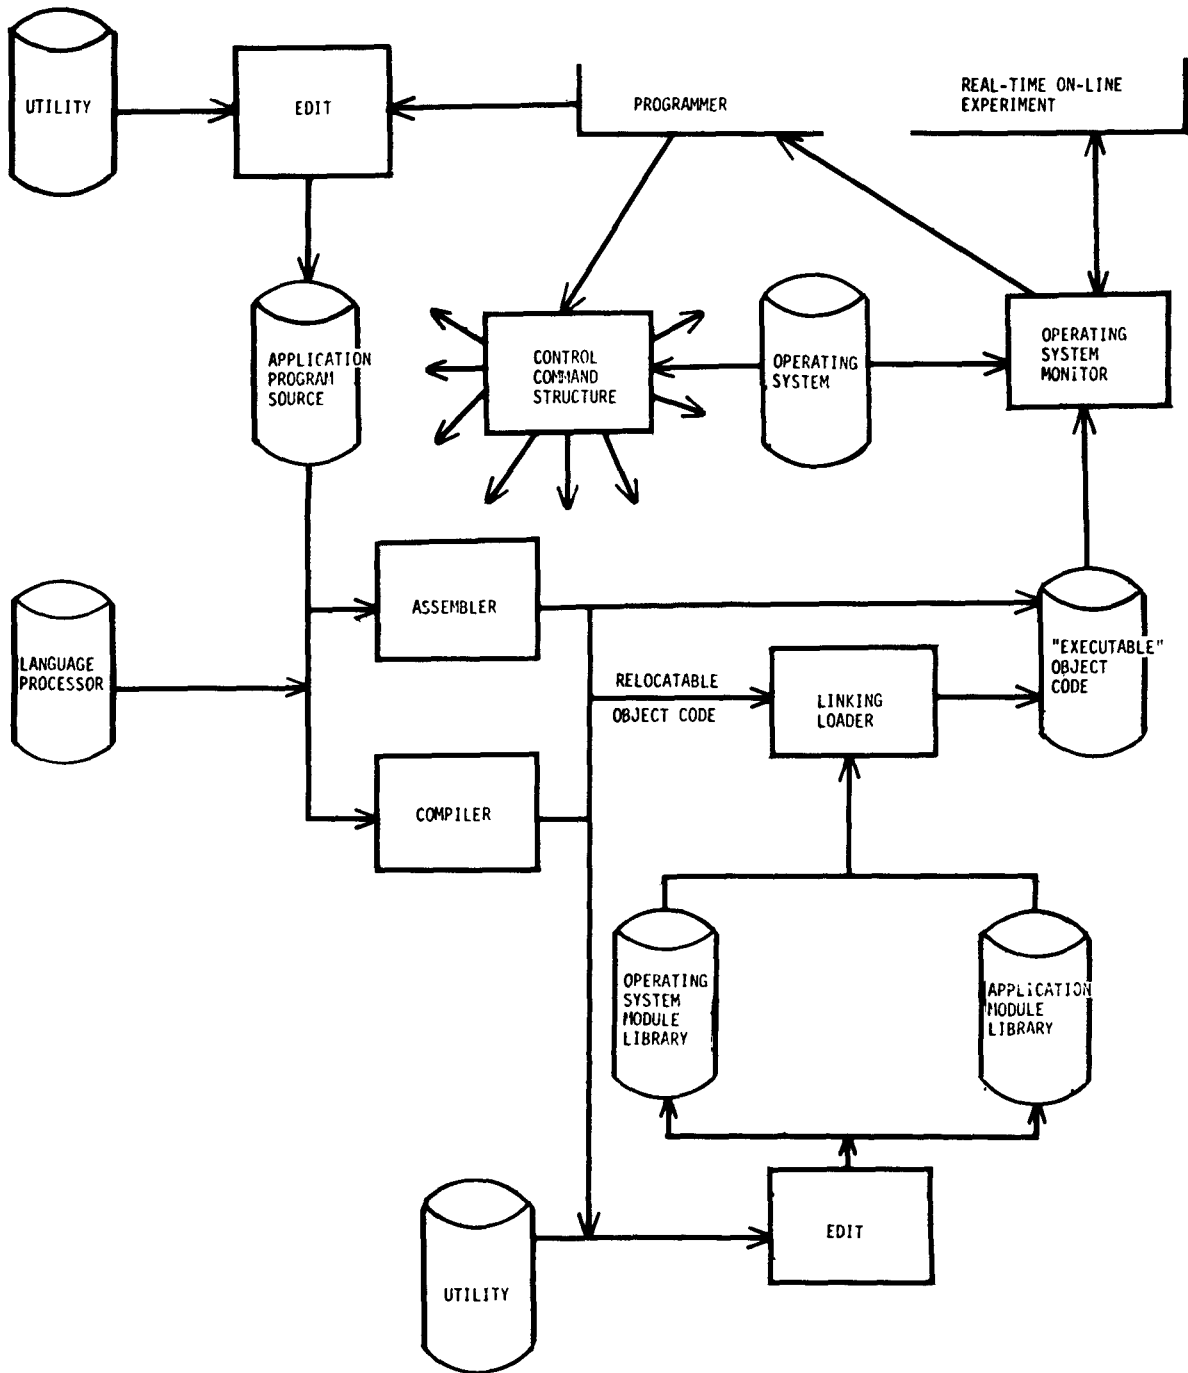 UTILITY
EDIT
PROGRAMMER
REAL-TIME ON-LINE
EXPERIMENT
APPLICATION
PROGRAM
SOURCE
CONTROL
COMMAND
STRUCTURE
OPERATING
SYSTEM
OPERATING
SYSTEM
MONITOR
ASSEMBLER
LANGUAGE
PROCESSOR
RELOCATABLE
OBJECT CODE
LINKING
LOADER
"EXECUTABLE"
OBJECT
CODE
COMPILER
OPERATING
SYSTEM
MODULE
LIBRARY
APPLICATION
MODULE
LIBRARY
EDIT
UTILITY